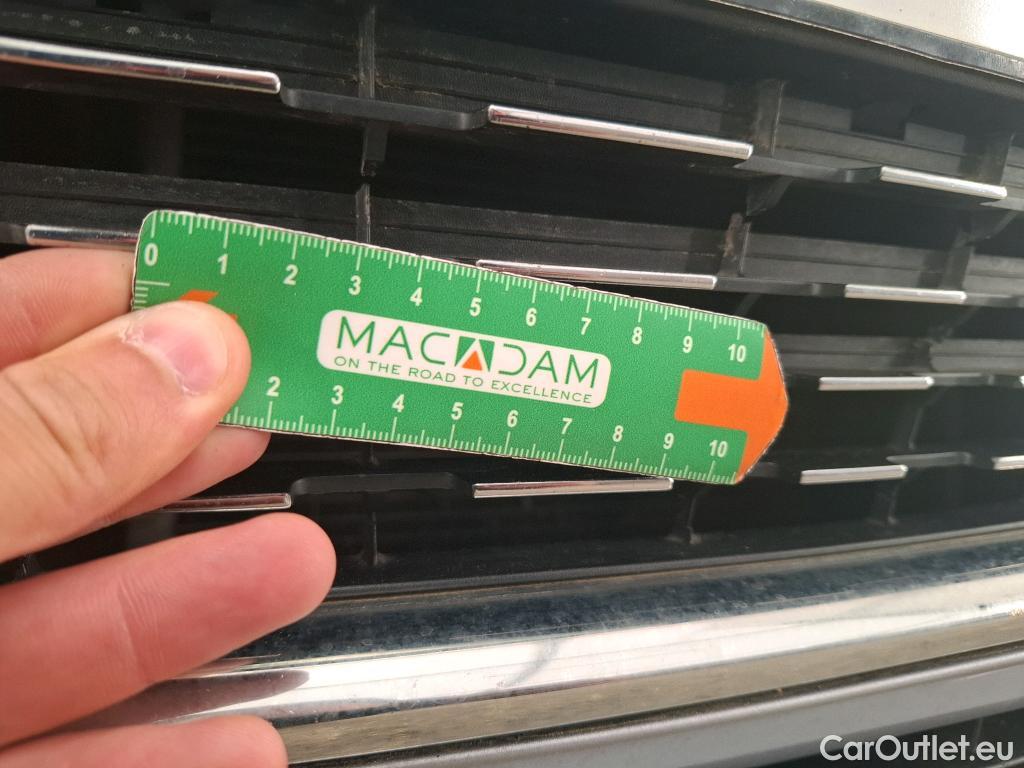 0 1 2 3 4 5 6 7 8 9 10
MACADAM
ON THE ROAD TO EXCELLENCE
2 3 4 5 6 7 8 9 10
CarOutlet.eu